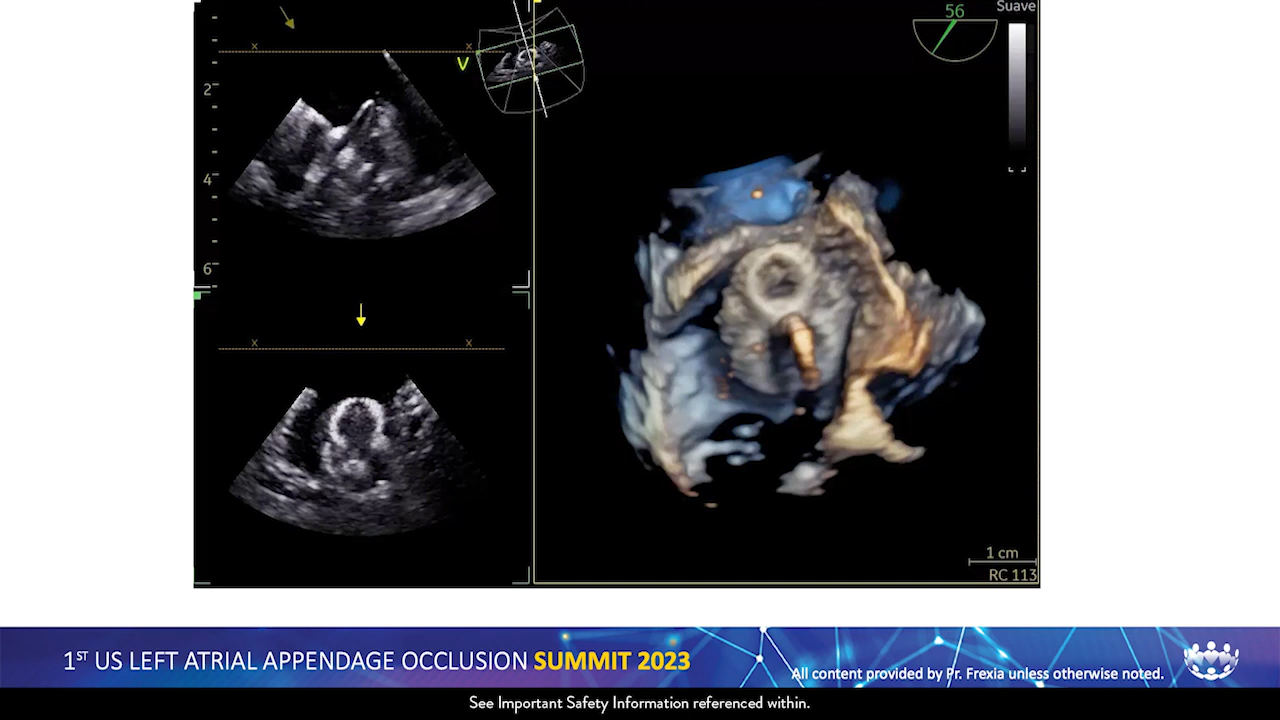 56
Suave
x
x
V
2
4
6
x
x
1 cm
RC 113
1ST US LEFT ATRIAL APPENDAGE OCCLUSION SUMMIT 2023
All content provided by Pr. Frexia unless otherwise noted.
See Important Safety Information referenced within.